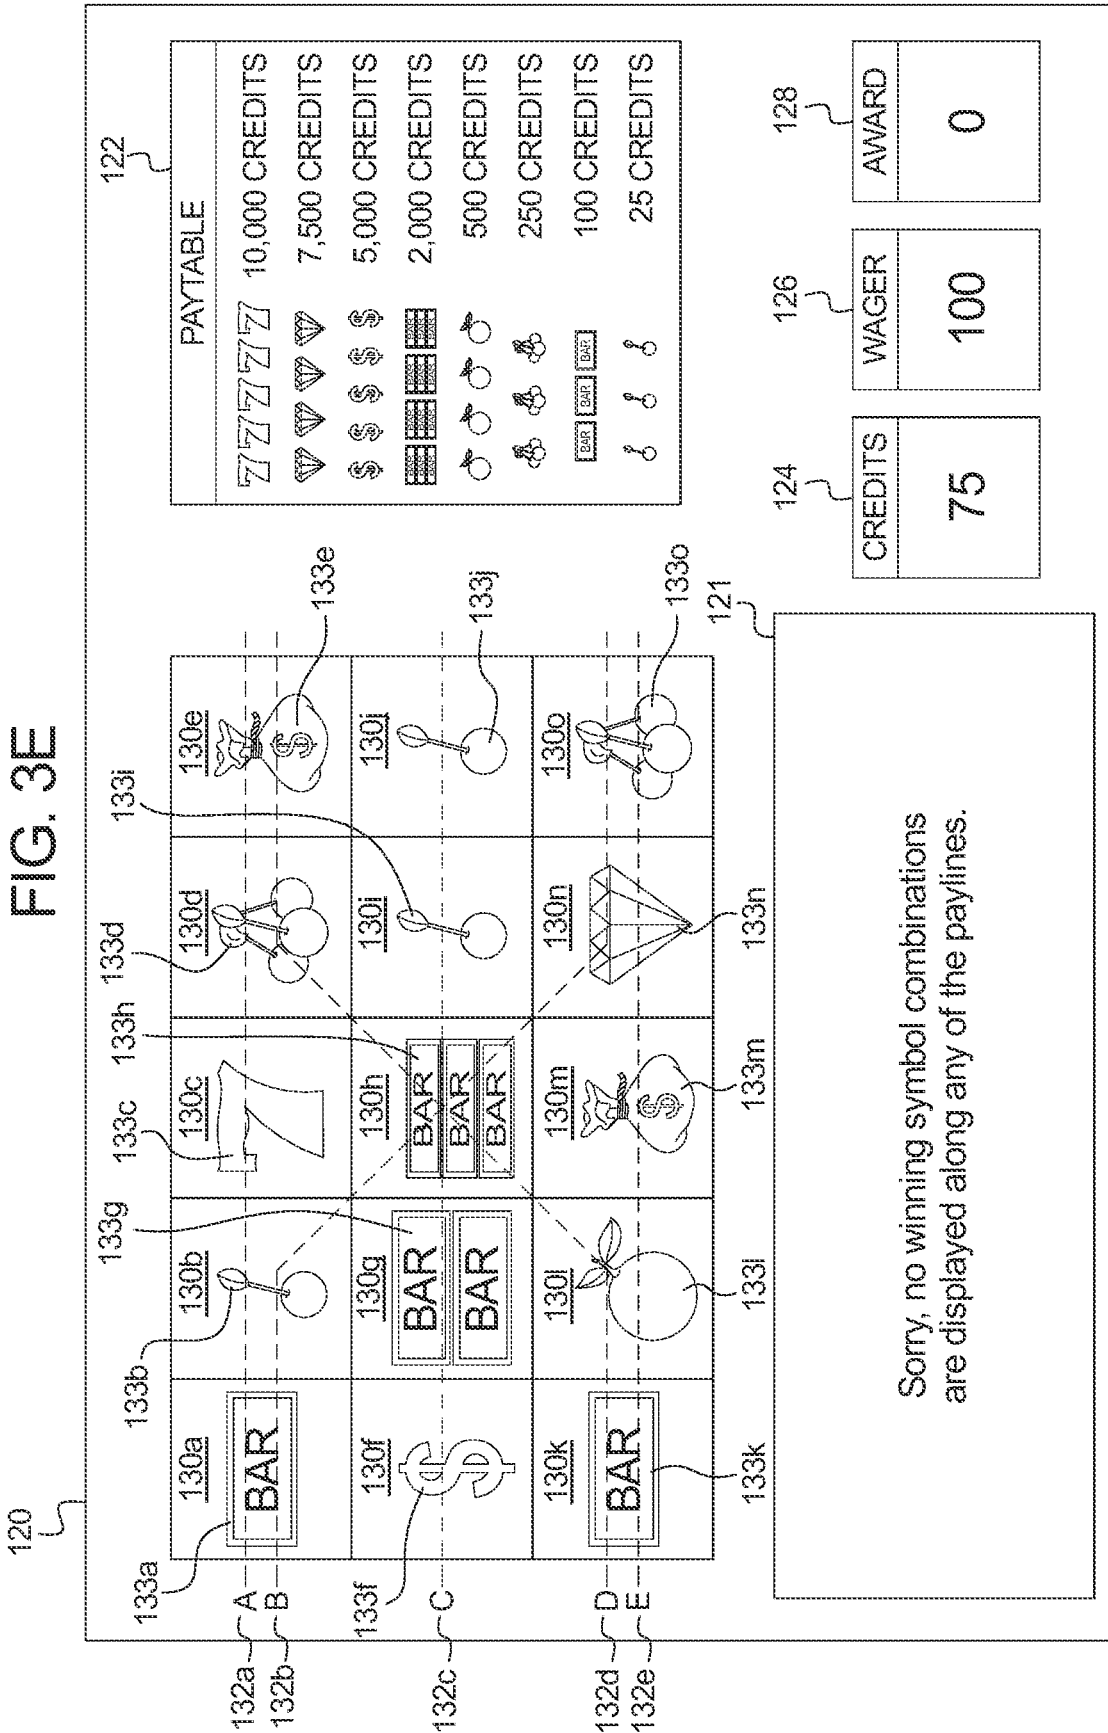 FIG. 3E
120
133a
133b
133g
133c
133h
133d
133i
133e
122
132a A
132b B
130a
BAR
130b
130c
130d
130e
$
132c C
130f
$
130g
BAR
BAR
130h
BAR
BAR
BAR
130i
130j
133f
133j
132d D
132e E
130k
BAR
130l
130m
$
130n
130o
133k
133l
133m
133n
133o
PAYTABLE
77777 10,000 CREDITS
7,500 CREDITS
$ $ $ $ $ 5,000 CREDITS
2,000 CREDITS
500 CREDITS
250 CREDITS
BAR BAR BAR 100 CREDITS
25 CREDITS
121
Sorry, no winning symbol combinations
are displayed along any of the paylines.
124
126
128
CREDITS
75
WAGER
100
AWARD
0